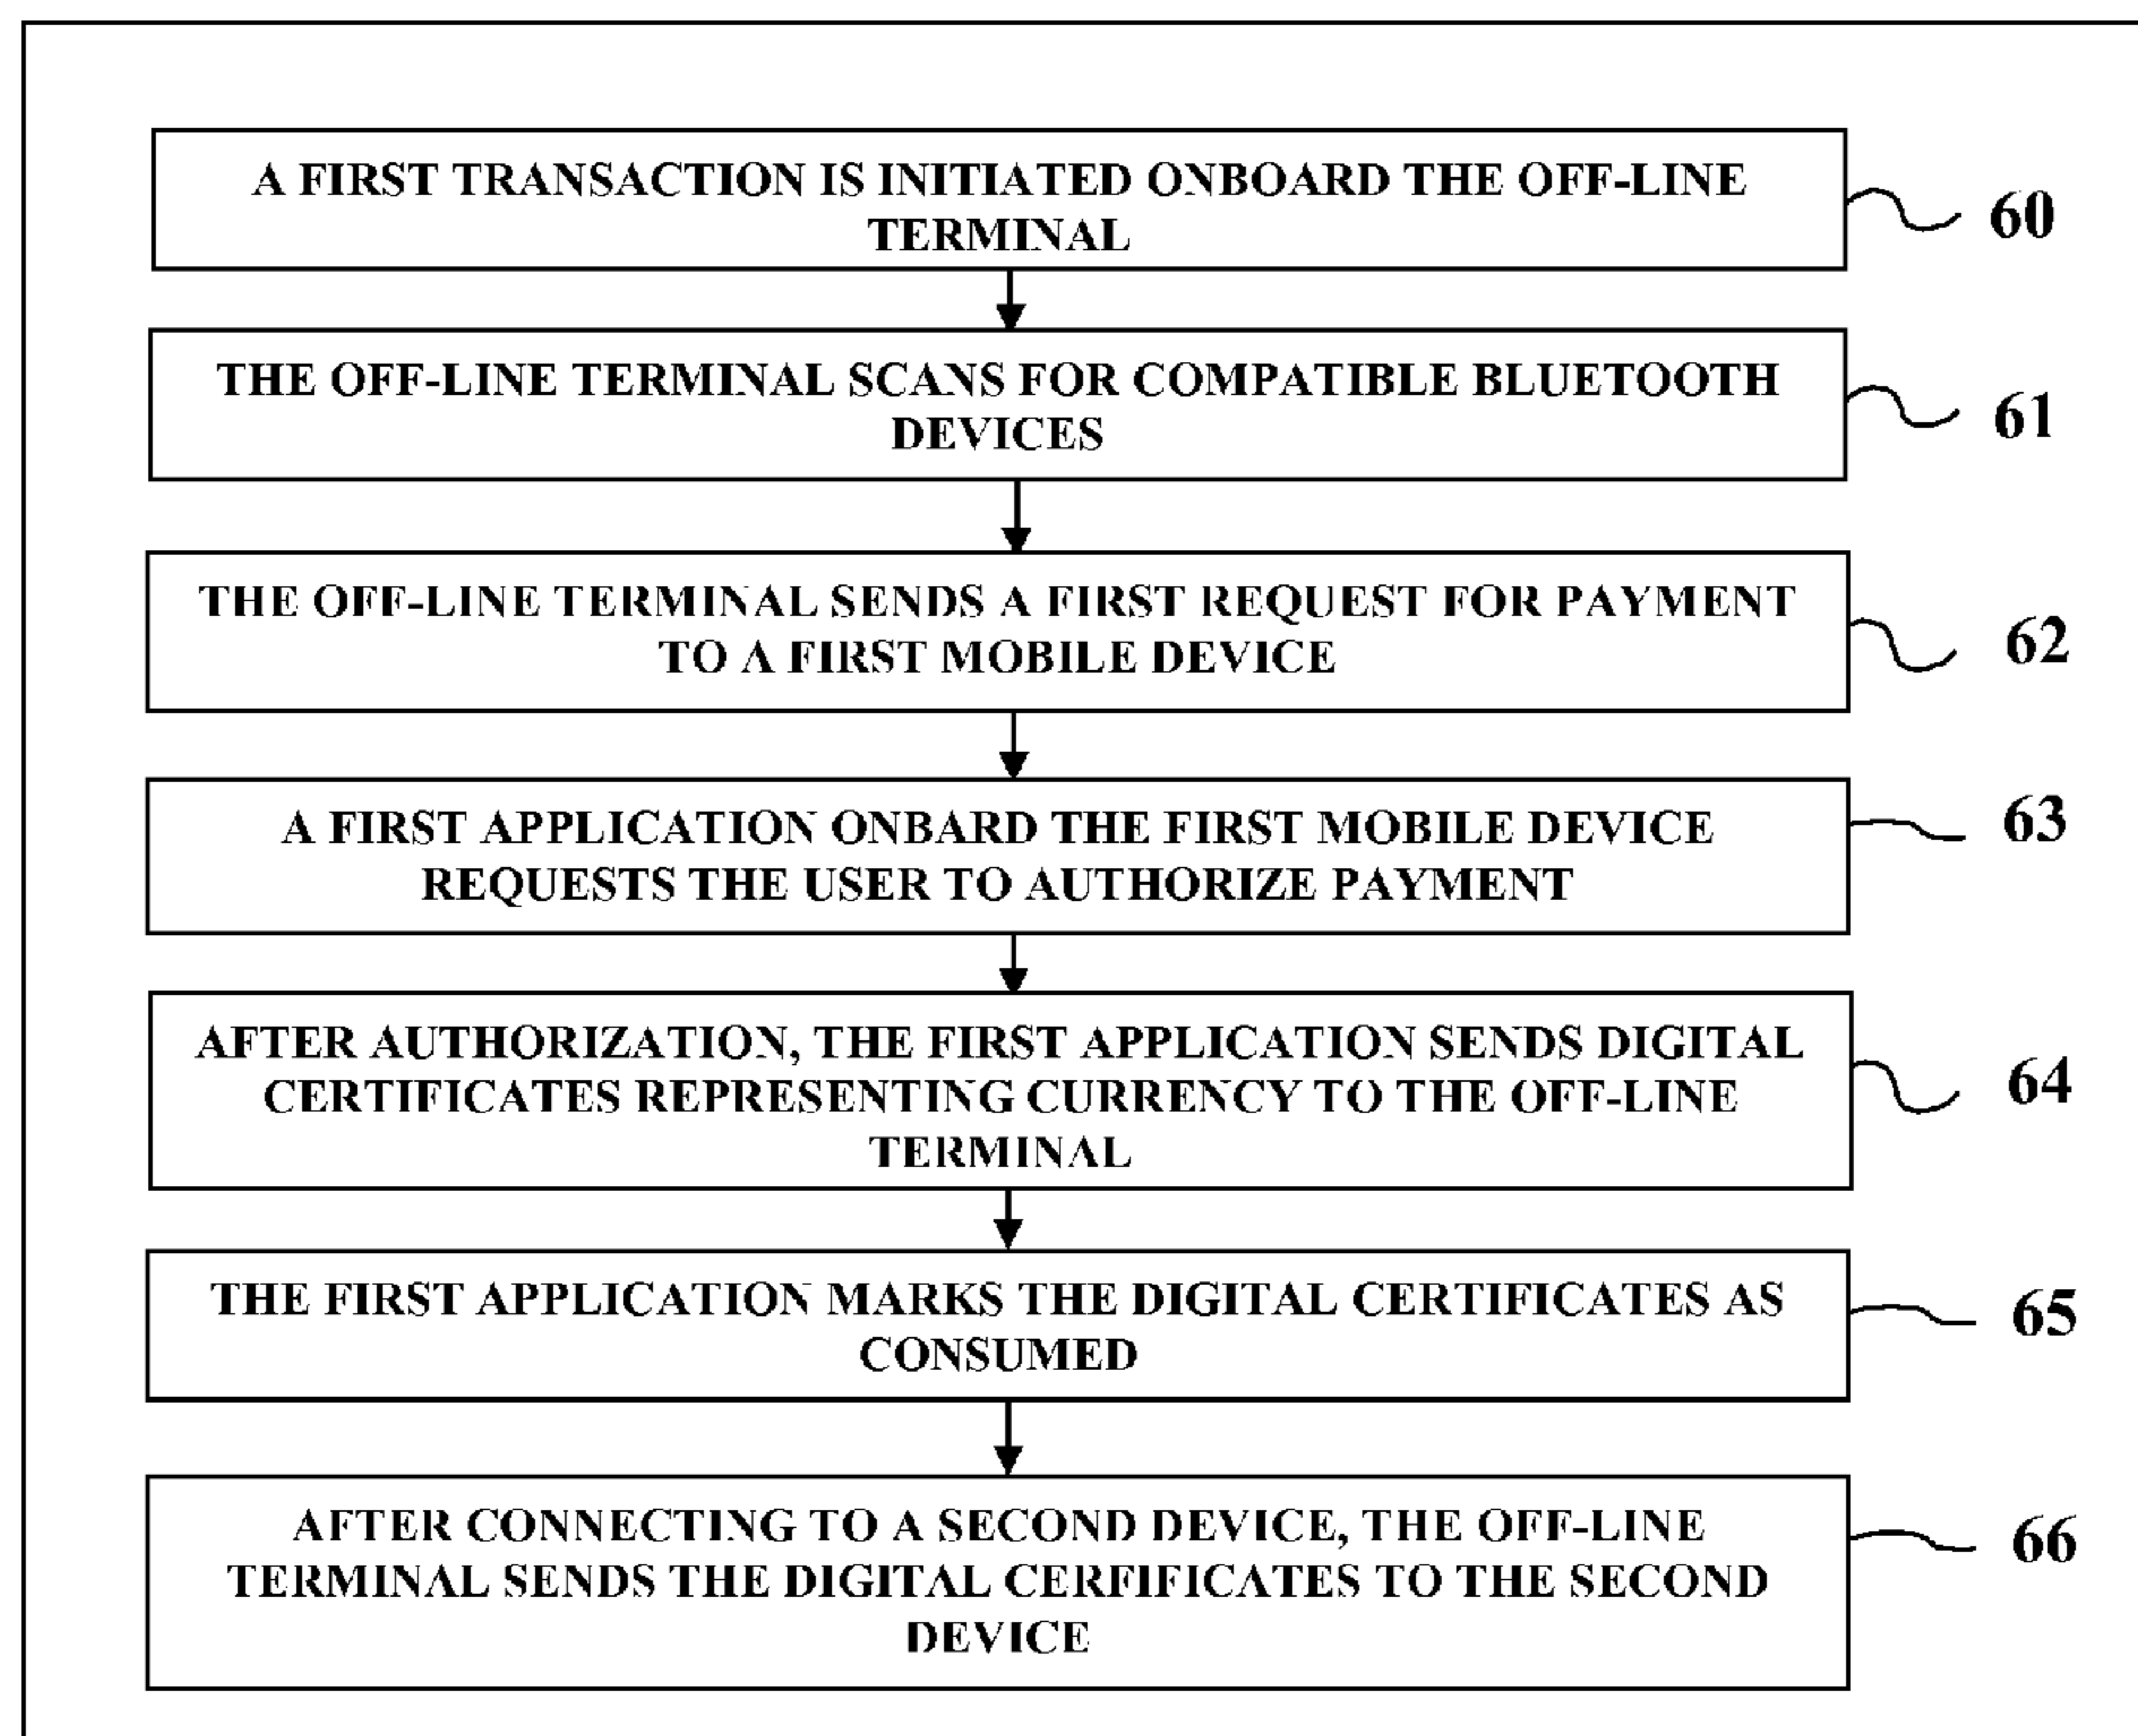 A FIRST TRANSACTION IS INITIATED ONBOARD THE OFF-LINE
TERMINAL
60
THE OFF-LINE TERMINAL SCANS FOR COMPATIBLE BLUETOOTH
DEVICES
61
THE OFF-LINE TERMINAL SENDS A FIRST REQUEST FOR PAYMENT
TO A FIRST MOBILE DEVICE
62
A FIRST APPLICATION ONBARD THE FIRST MOBILE DEVICE
REQUESTS THE USER TO AUTHORIZE PAYMENT
63
AFTER AUTHORIZATION, THE FIRST APPLICATION SENDS DIGITAL
CERTIFICATES REPRESENTING CURRENCY TO THE OFF-LINE
TERMINAL
64
THE FIRST APPLICATION MARKS THE DIGITAL CERTIFICATES AS
CONSUMED
65
AFTER CONNECTING TO A SECOND DEVICE, THE OFF-LINE
TERMINAL SENDS THE DIGITAL CERFIFICATES TO THE SECOND
DEVICE
66